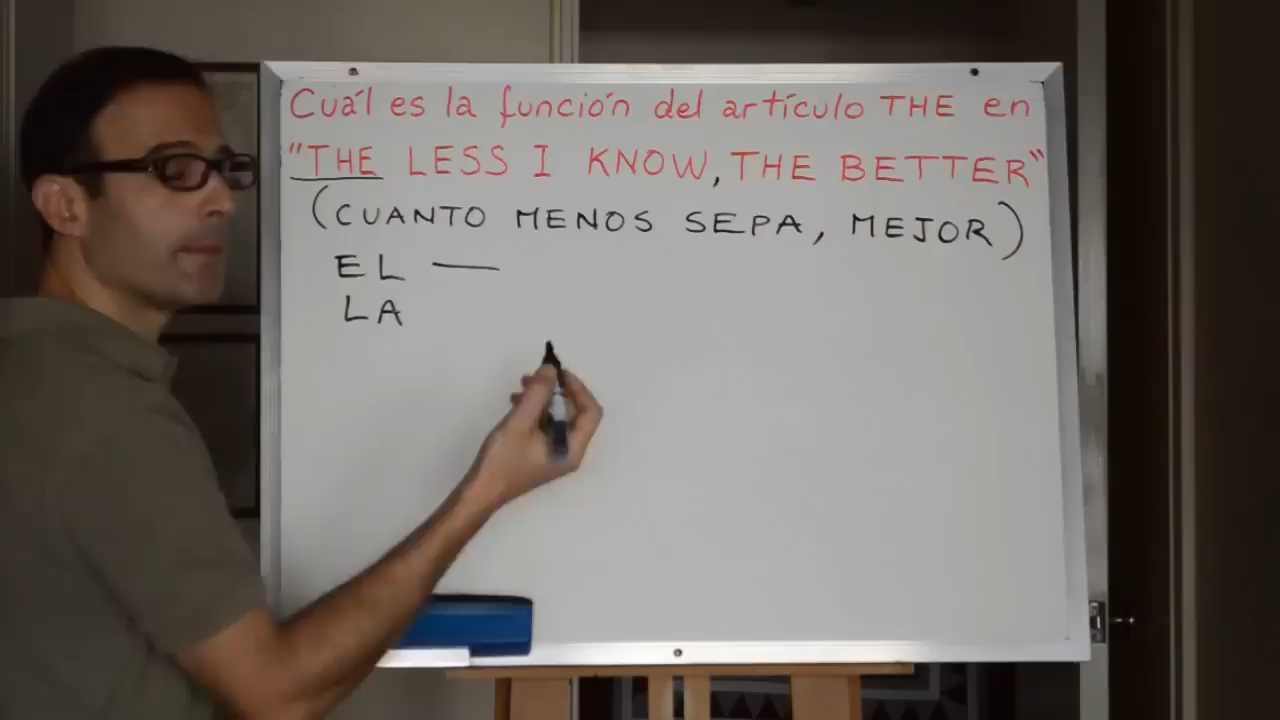 Cuál es la función del artículo THE en
"THE LESS I KNOW, THE BETTER"
(CUANTO MENOS SEPA, MEJOR)
EL —
LA